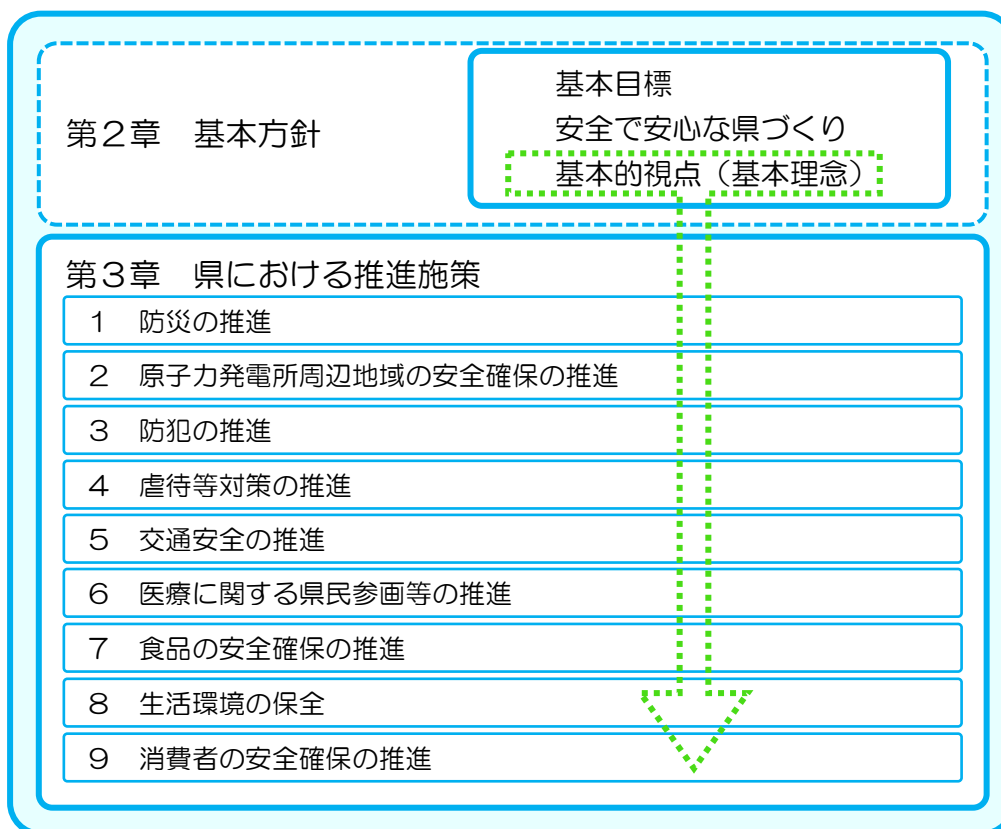 第２章　基本方針
基本目標
安全で安心な県づくり
基本的視点（基本理念）
第３章　県における推進施策
１　防災の推進
２　原子力発電所周辺地域の安全確保の推進
３　防犯の推進
４　虐待等対策の推進
５　交通安全の推進
６　医療に関する県民参画等の推進
７　食品の安全確保の推進
８　生活環境の保全
９　消費者の安全確保の推進